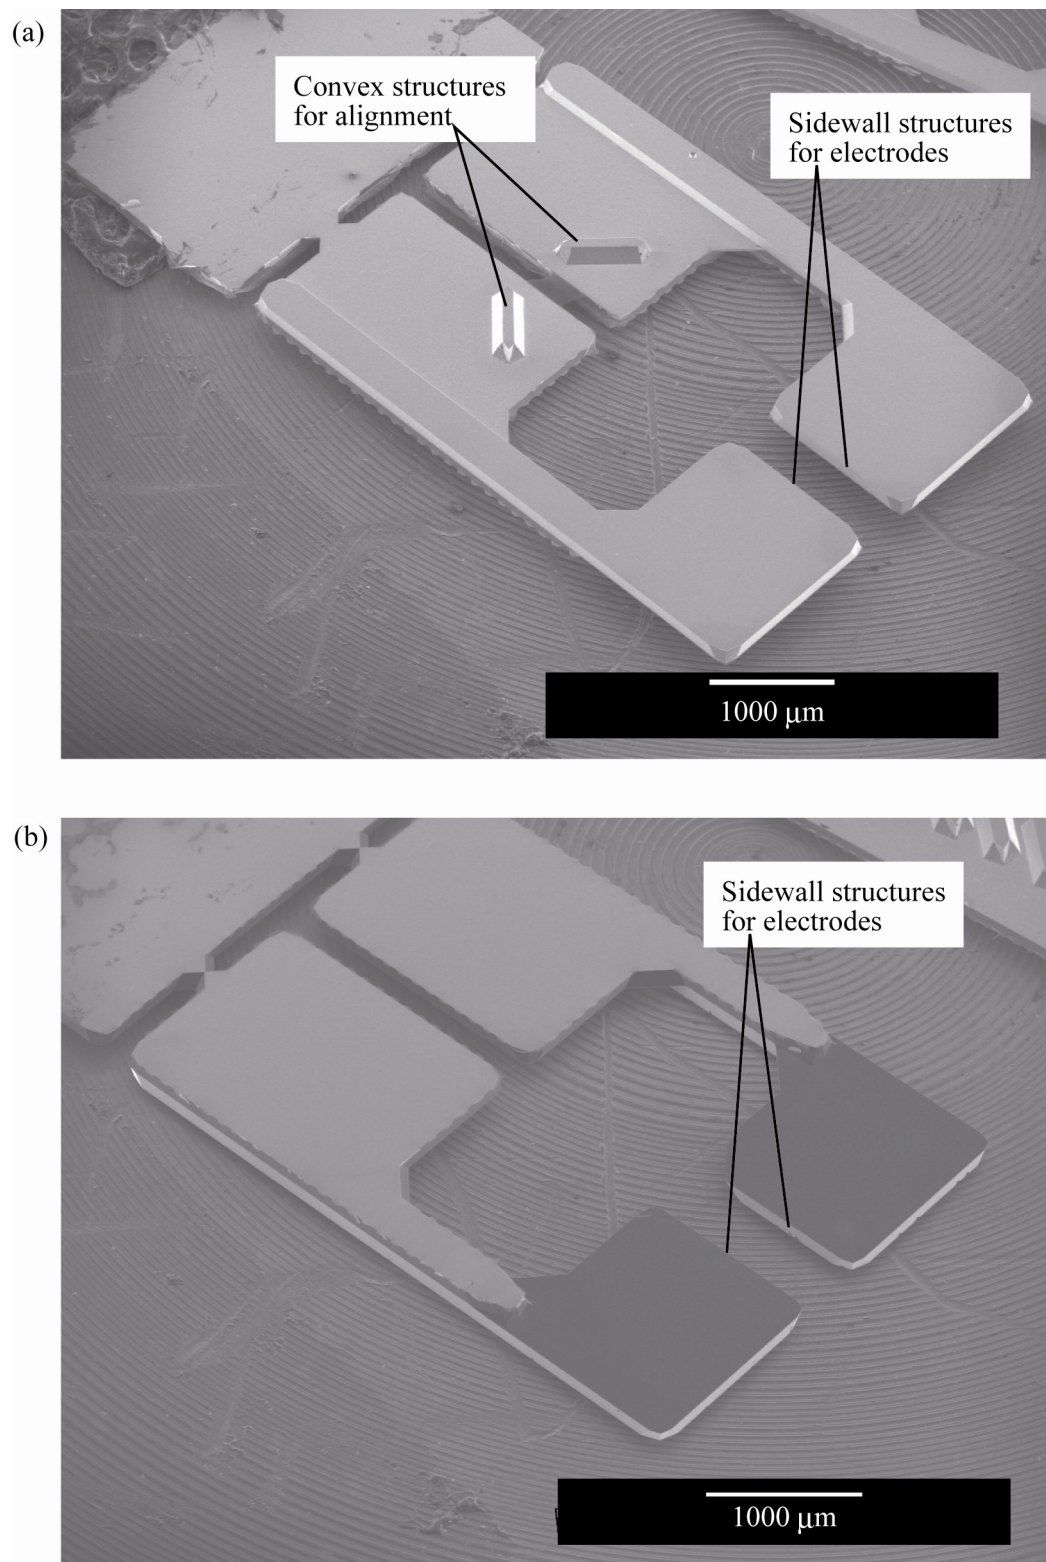 (a)
Convex structures
for alignment
Sidewall structures
for electrodes
1000 μm
(b)
Sidewall structures
for electrodes
1000 μm